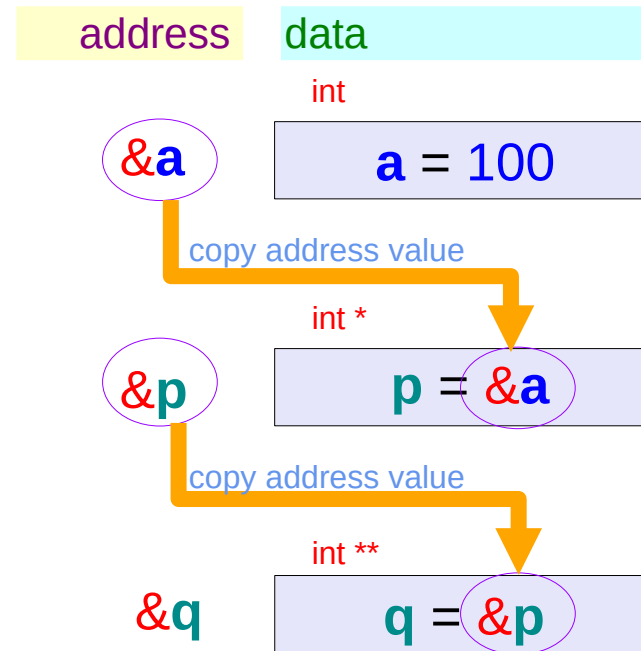 address data
int
&a a = 100
copy address value
int *
&p p = &a
copy address value
int **
&q q = &p